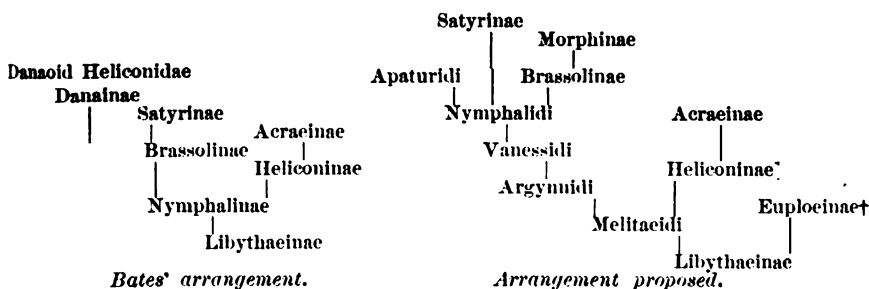 Danaoid Heliconidae
Danainae
Satyrinae
Brassolinae
Acraeinae
Heliconinae
Nymphalinae
Libythaeinae
Bates' arrangement.
Satyrinae
Morphinae
Apaturidi
Brassolinae
Nymphalidi
Acraeinae
Vanessidi
Heliconinae*
Argynnidi
Euploeinae†
Melitaeidi
Libythaeinae
Arrangement proposed.